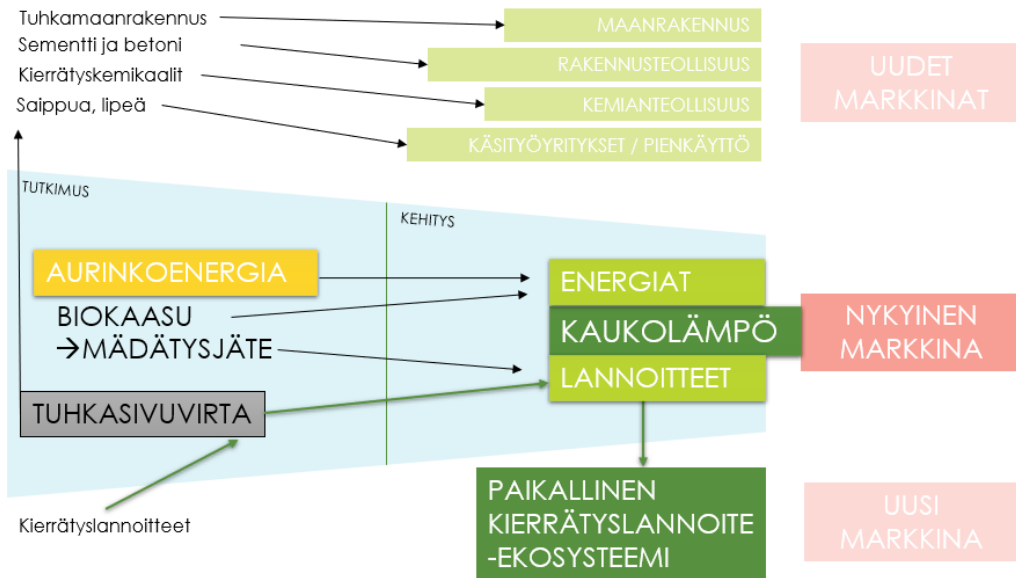 Tuhkamaanrakennus
MAANRAKENNUS
Sementti ja betoni
RAKENNUSTEOLLISUUS
Kierrätyskemikaalit
KEMIANTEOLLISUUS
Saippua, lipeä
KÄSITYÖYRITYKSET / PIENKÄYTTÖ
UUDET
MARKKINAT
TUTKIMUS
KEHITYS
AURINKOENERGIA
BIOKAASU
→MÄDÄTYSJÄTE
TUHKASIVUVIRTA
ENERGIAT
KAUKOLÄMPÖ
LANNOITTEET
NYKYINEN
MARKKINA
Kierrätyslannoitteet
PAIKALLINEN
KIERRÄTYSLANNOITE
-EKOSYSTEEMI
UUSI
MARKKINA